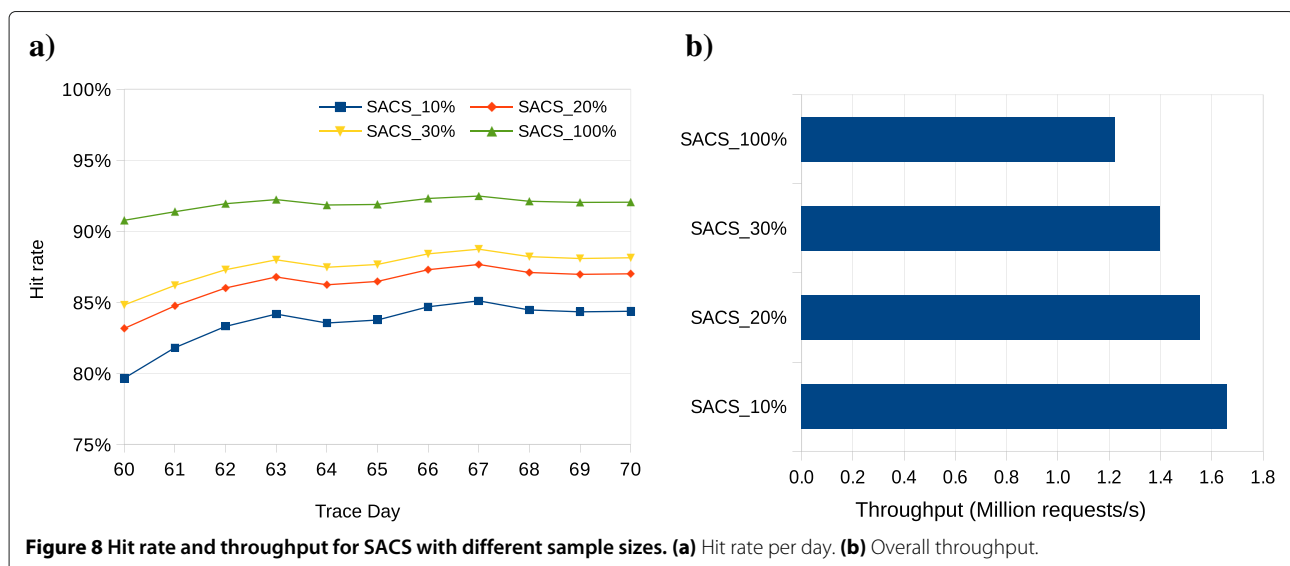 a)
100%
95%
90%
85%
80%
75%
Hit rate
SACS_10% SACS_20%
SACS_30% SACS_100%
60 61 62 63 64 65 66 67 68 69 70
Trace Day
b)
SACS_100%
SACS_30%
SACS_20%
SACS_10%
0.0 0.2 0.4 0.6 0.8 1.0 1.2 1.4 1.6 1.8
Throughput (Million requests/s)
Figure 8 Hit rate and throughput for SACS with different sample sizes. (a) Hit rate per day. (b) Overall throughput.